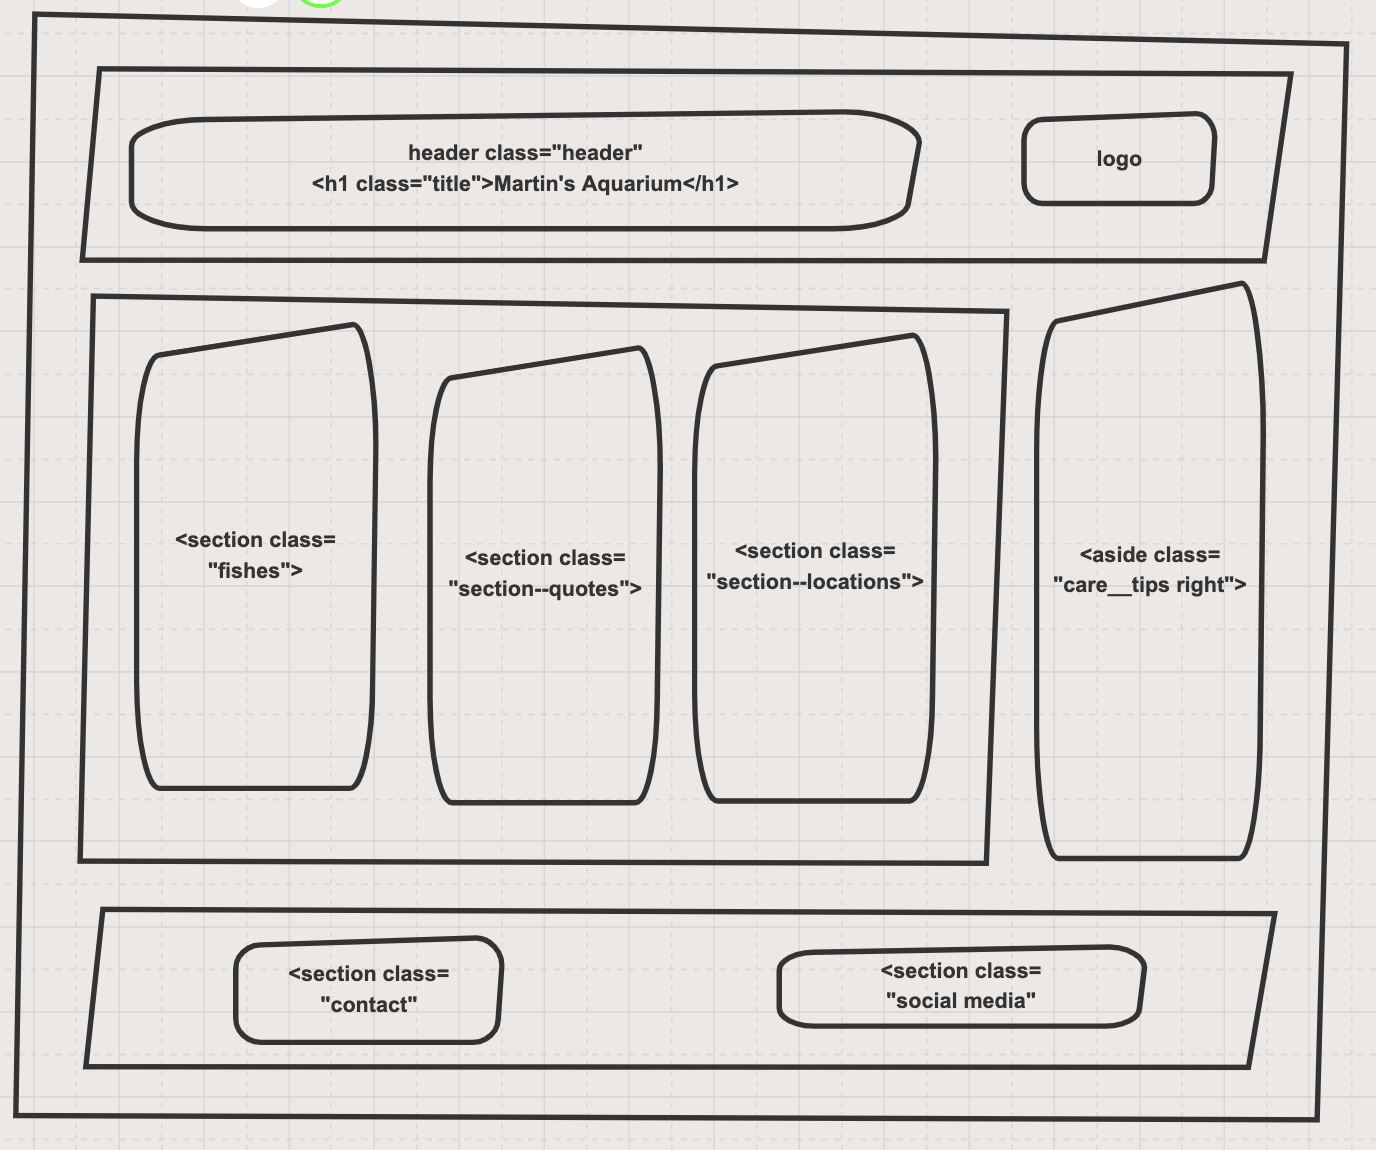 header class="header"
<h1 class="title">Martin's Aquarium</h1>
logo
<section class=
"fishes">
<section class=
"section--quotes">
<section class=
"section--locations">
<aside class=
"care__tips right">
<section class=
"contact"
<section class=
"social media"